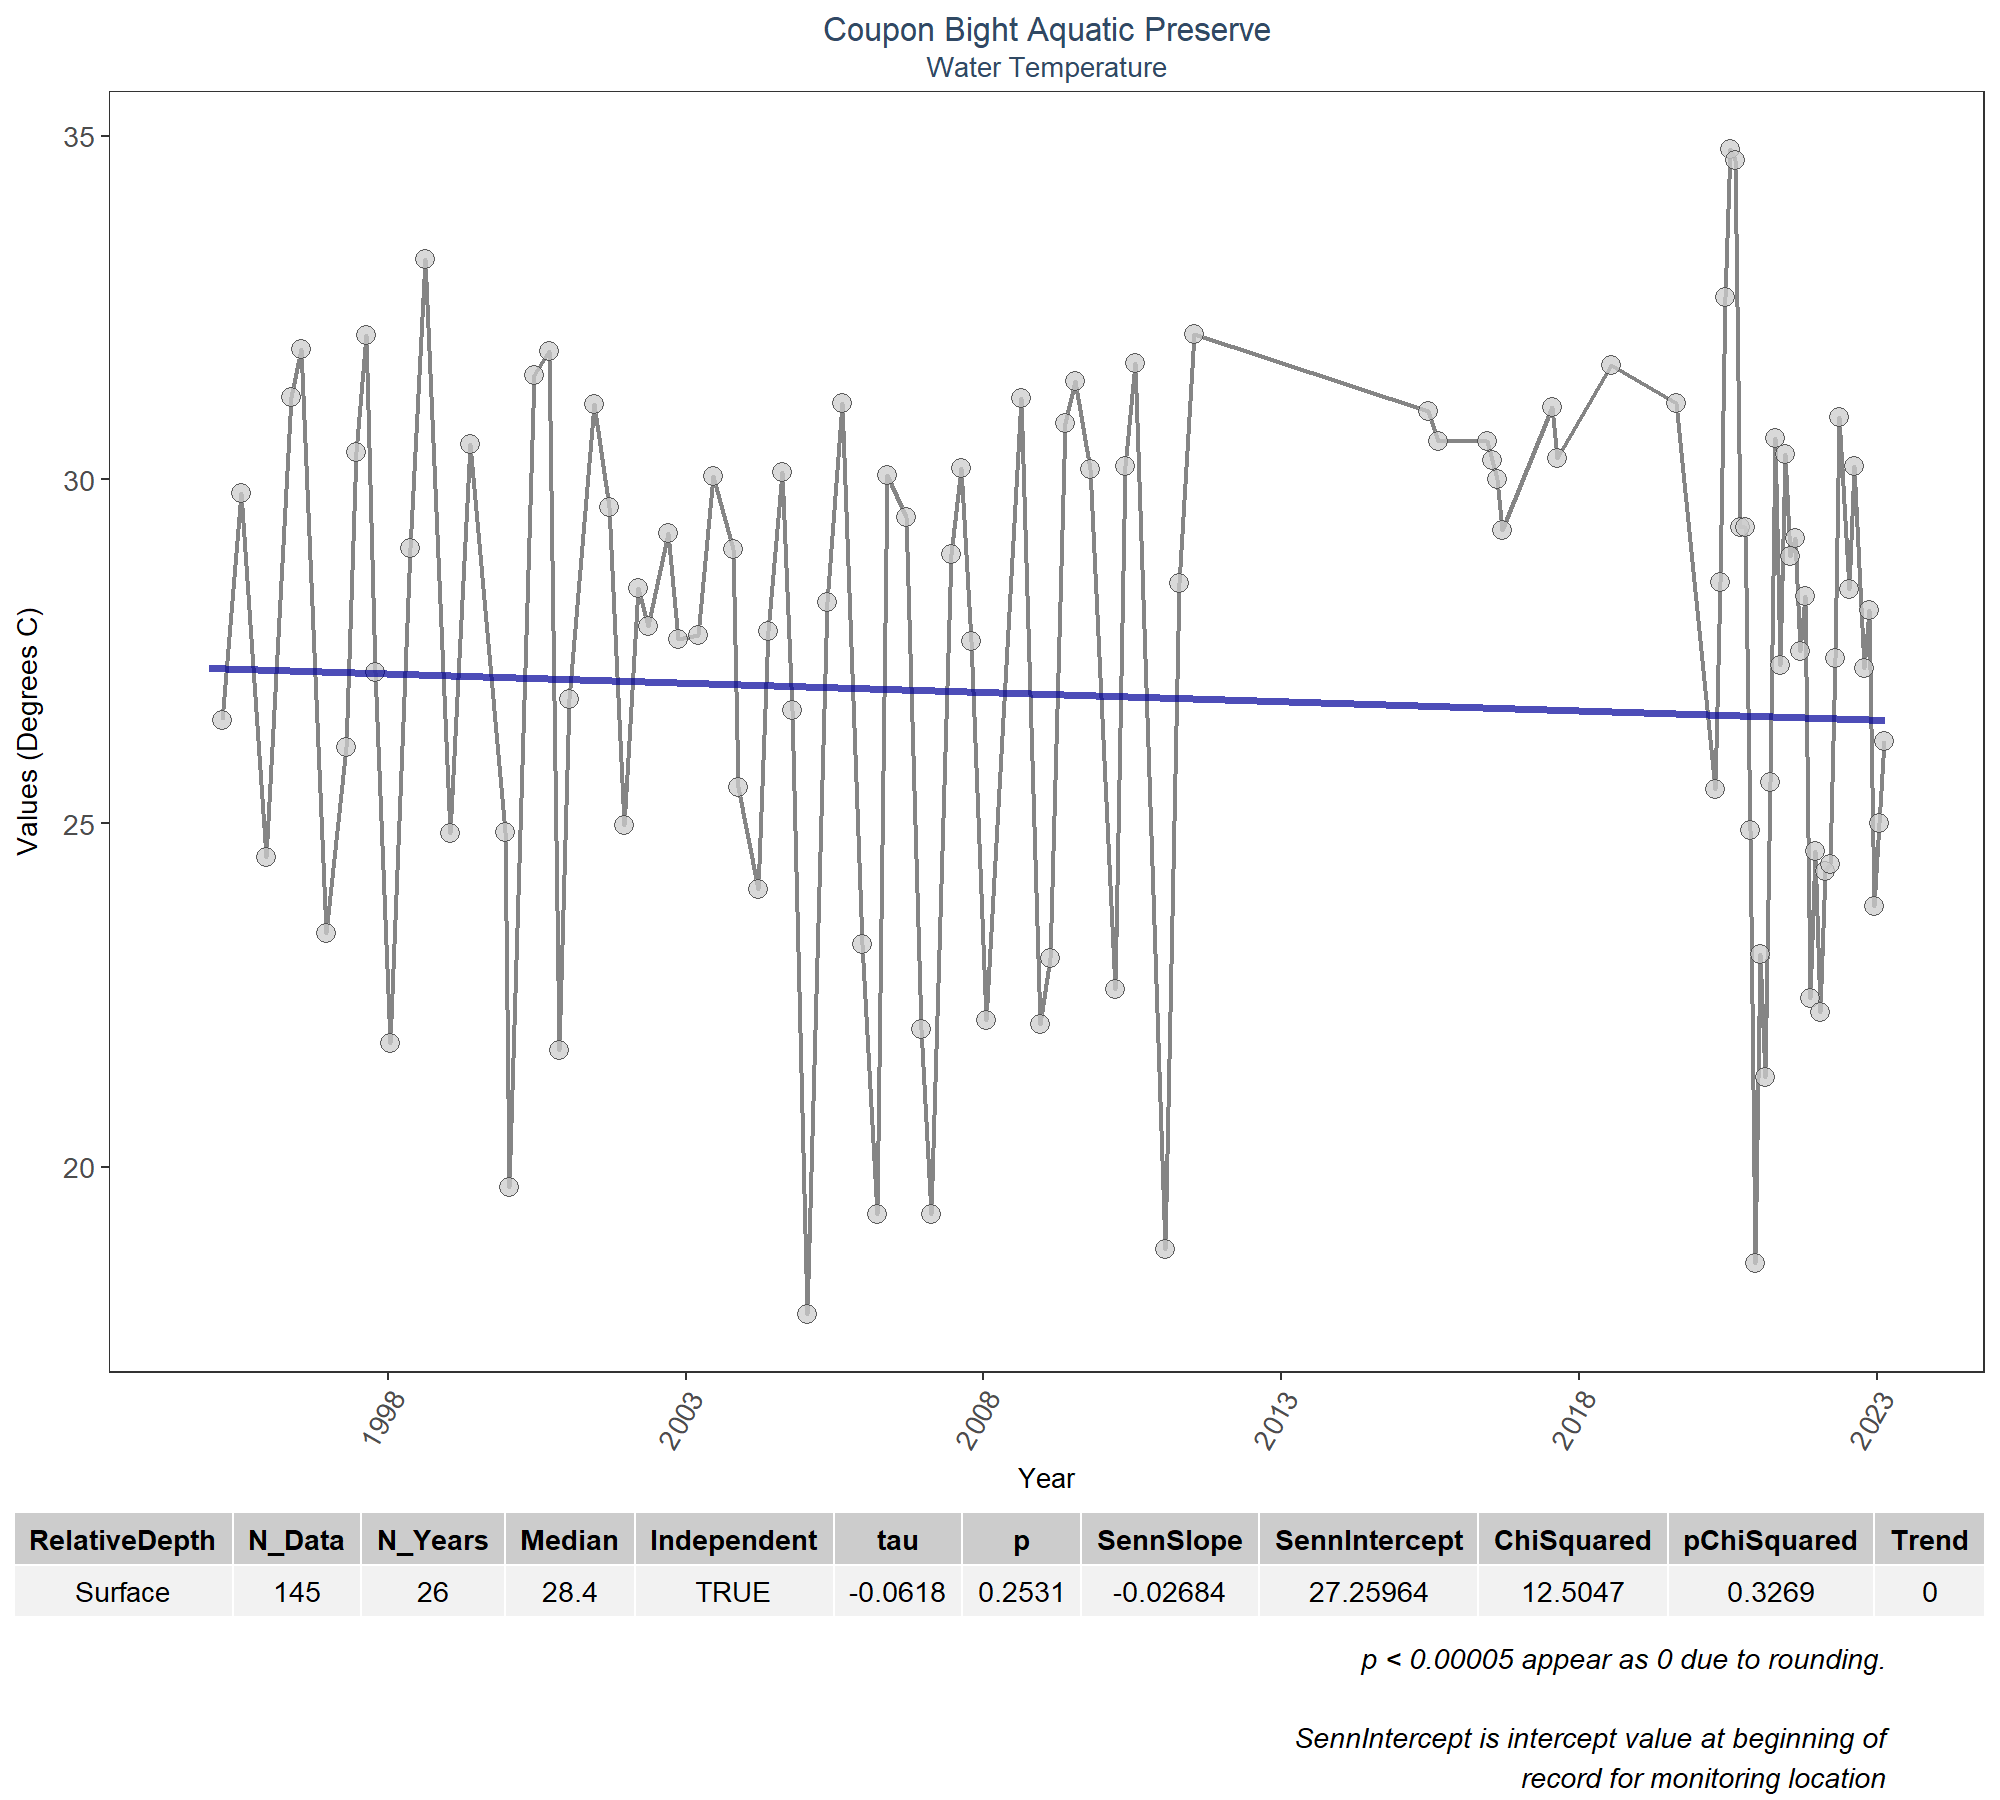 Coupon Bight Aquatic Preserve
Water Temperature
35
30
25
20
Values (Degrees C)
1998
2003
2008
2013
2018
2023
Year
RelativeDepth N_Data N_Years Median Independent tau p SennSlope SennIntercept ChiSquared pChiSquared Trend
Surface 145 26 28.4 TRUE -0.0618 0.2531 -0.02684 27.25964 12.5047 0.3269 0
p < 0.00005 appear as 0 due to rounding.
SennIntercept is intercept value at beginning of
record for monitoring location